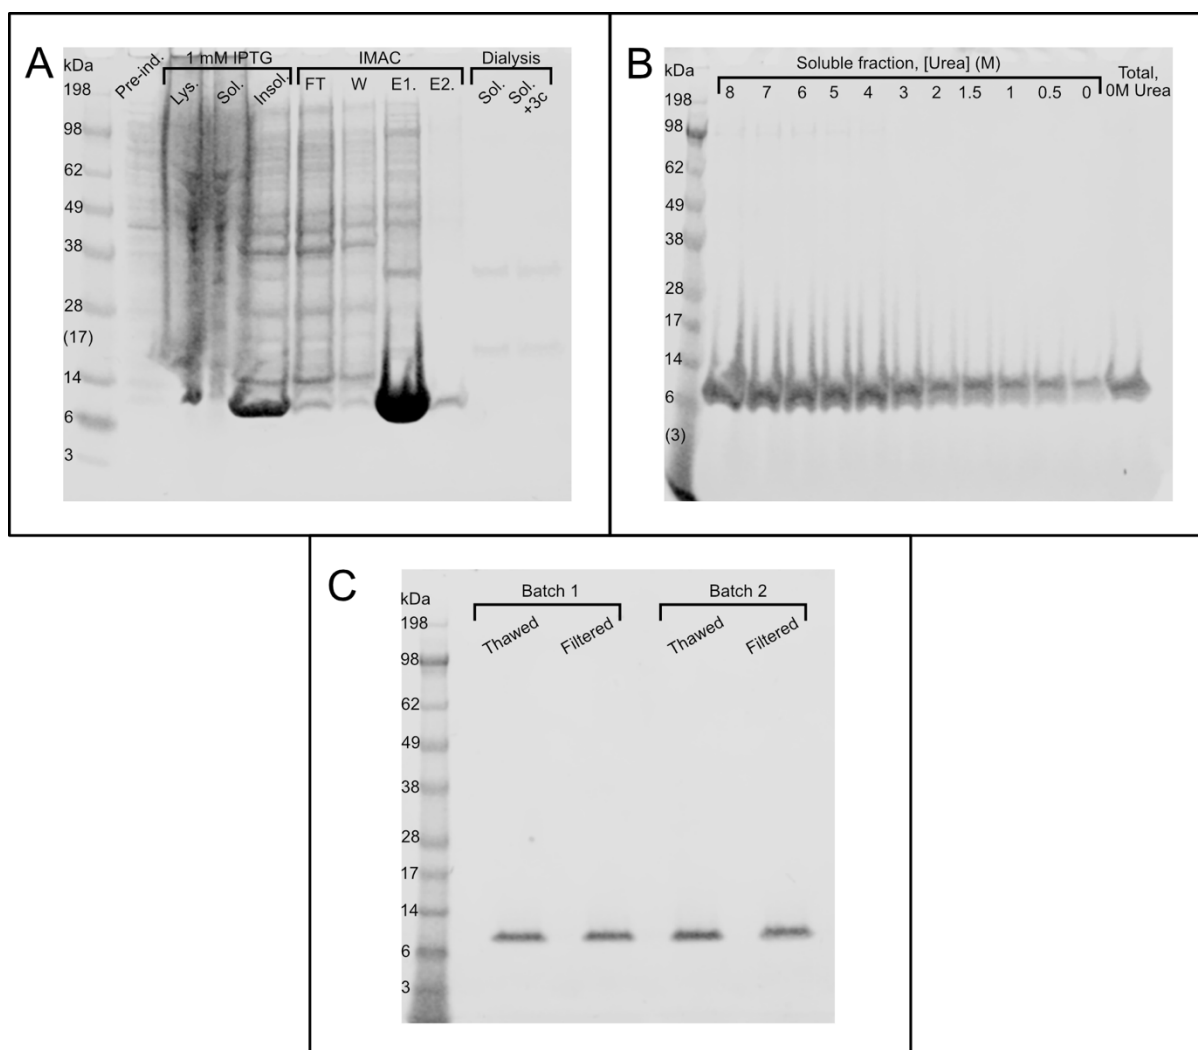 A
kDa
198
98
62
49
38
28
(17)
14
6
3
Pre-ind.
1 mM IPTG
Lys.
Sol.
Insol.
IMAC
FT
W
E1.
E2.
Dialysis
Sol.
Sol.
+3c
B
kDa
198
98
62
49
38
28
17
14
6
(3)
Soluble fraction, [Urea] (M)
8 7 6 5 4 3 2 1.5 1 0.5 0
Total,
0M Urea
C
kDa
198
98
62
49
38
28
17
14
6
3
Batch 1
Thawed
Filtered
Batch 2
Thawed
Filtered